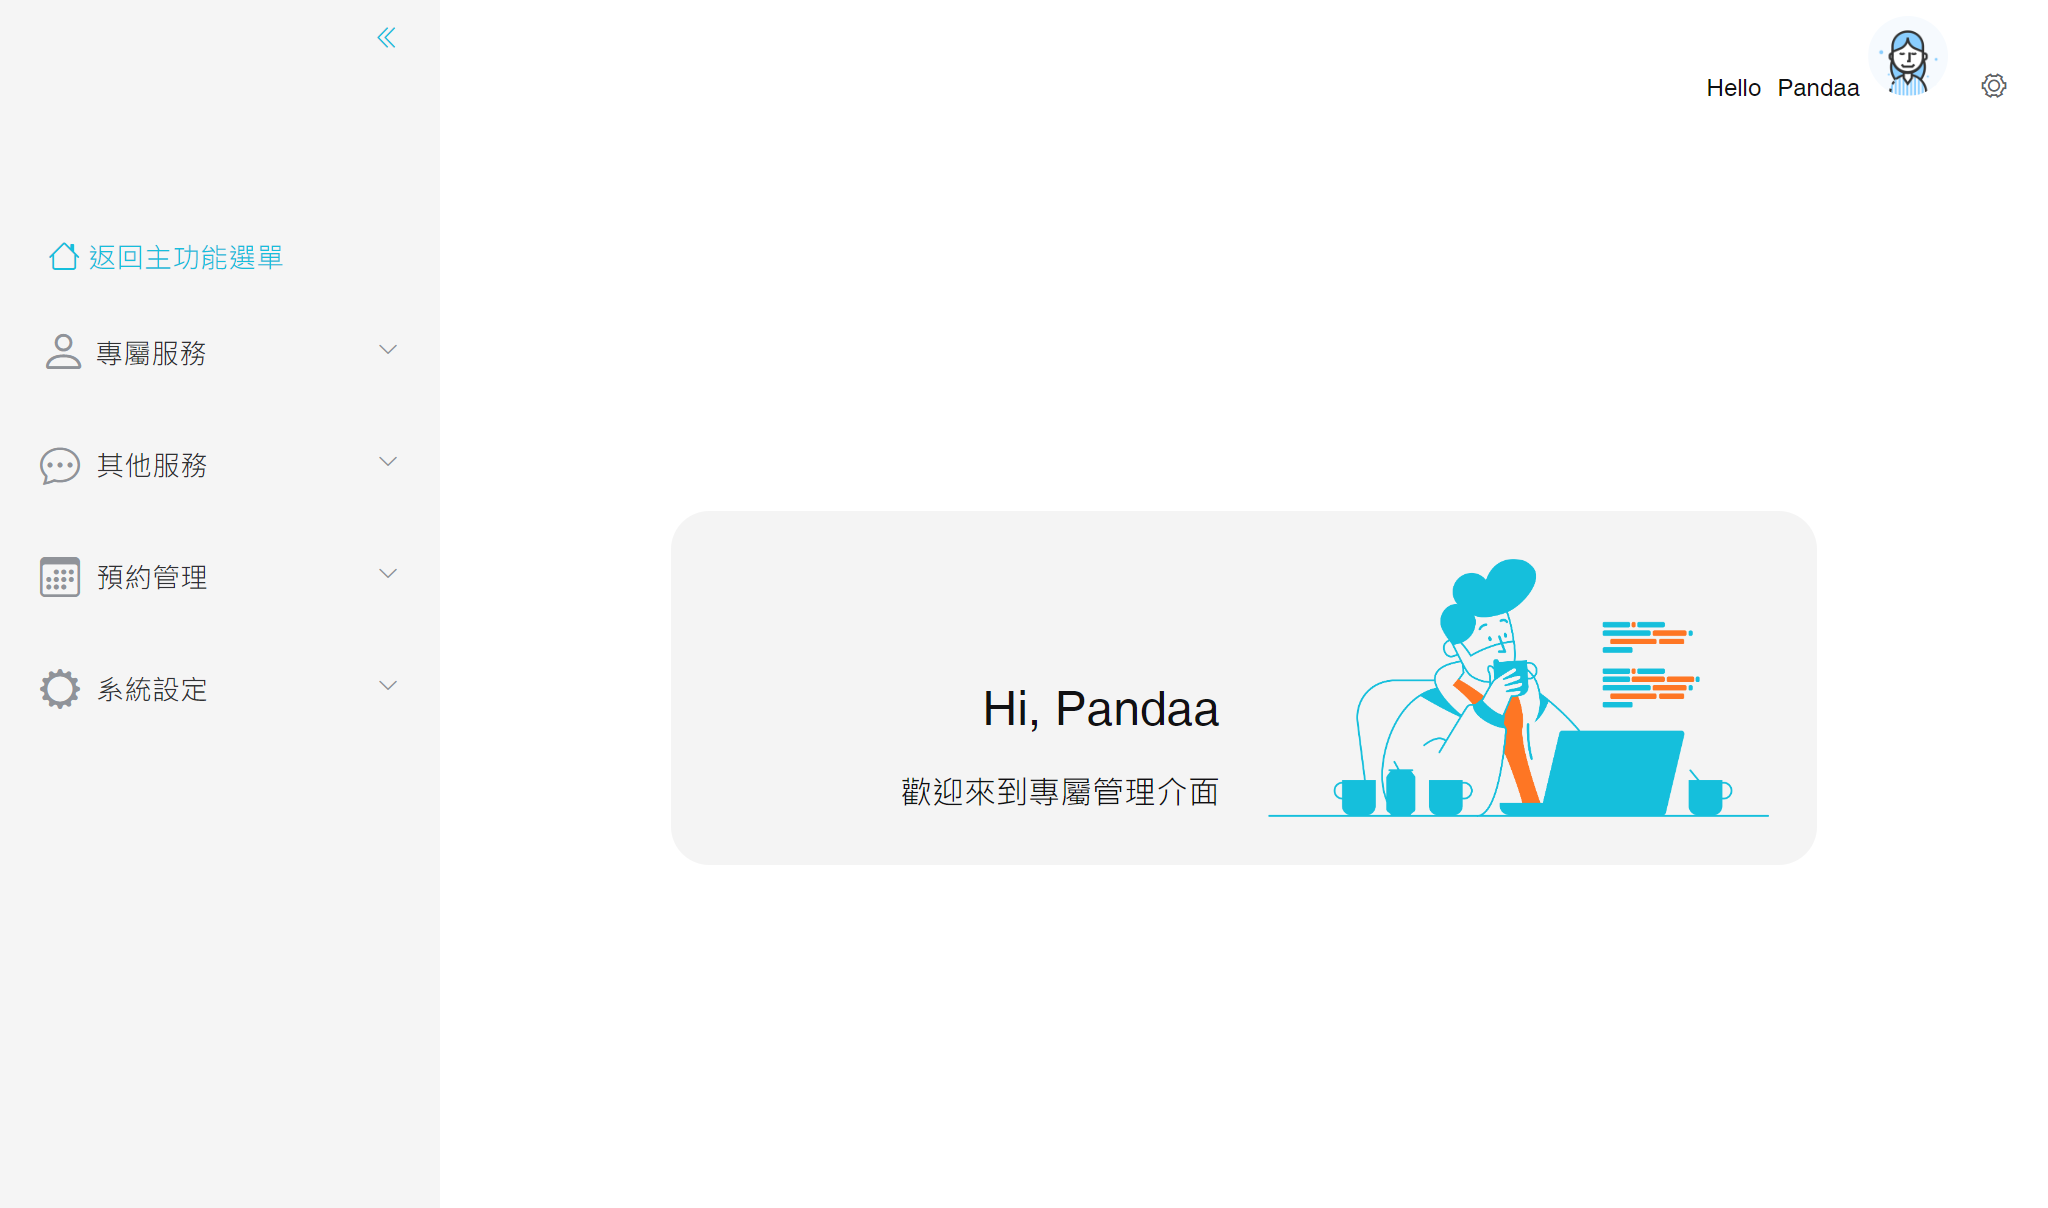 Hello Pandaa
返回主功能選單
專屬服務
其他服務
預約管理
系統設定
Hi, Pandaa
歡迎來到專屬管理介面